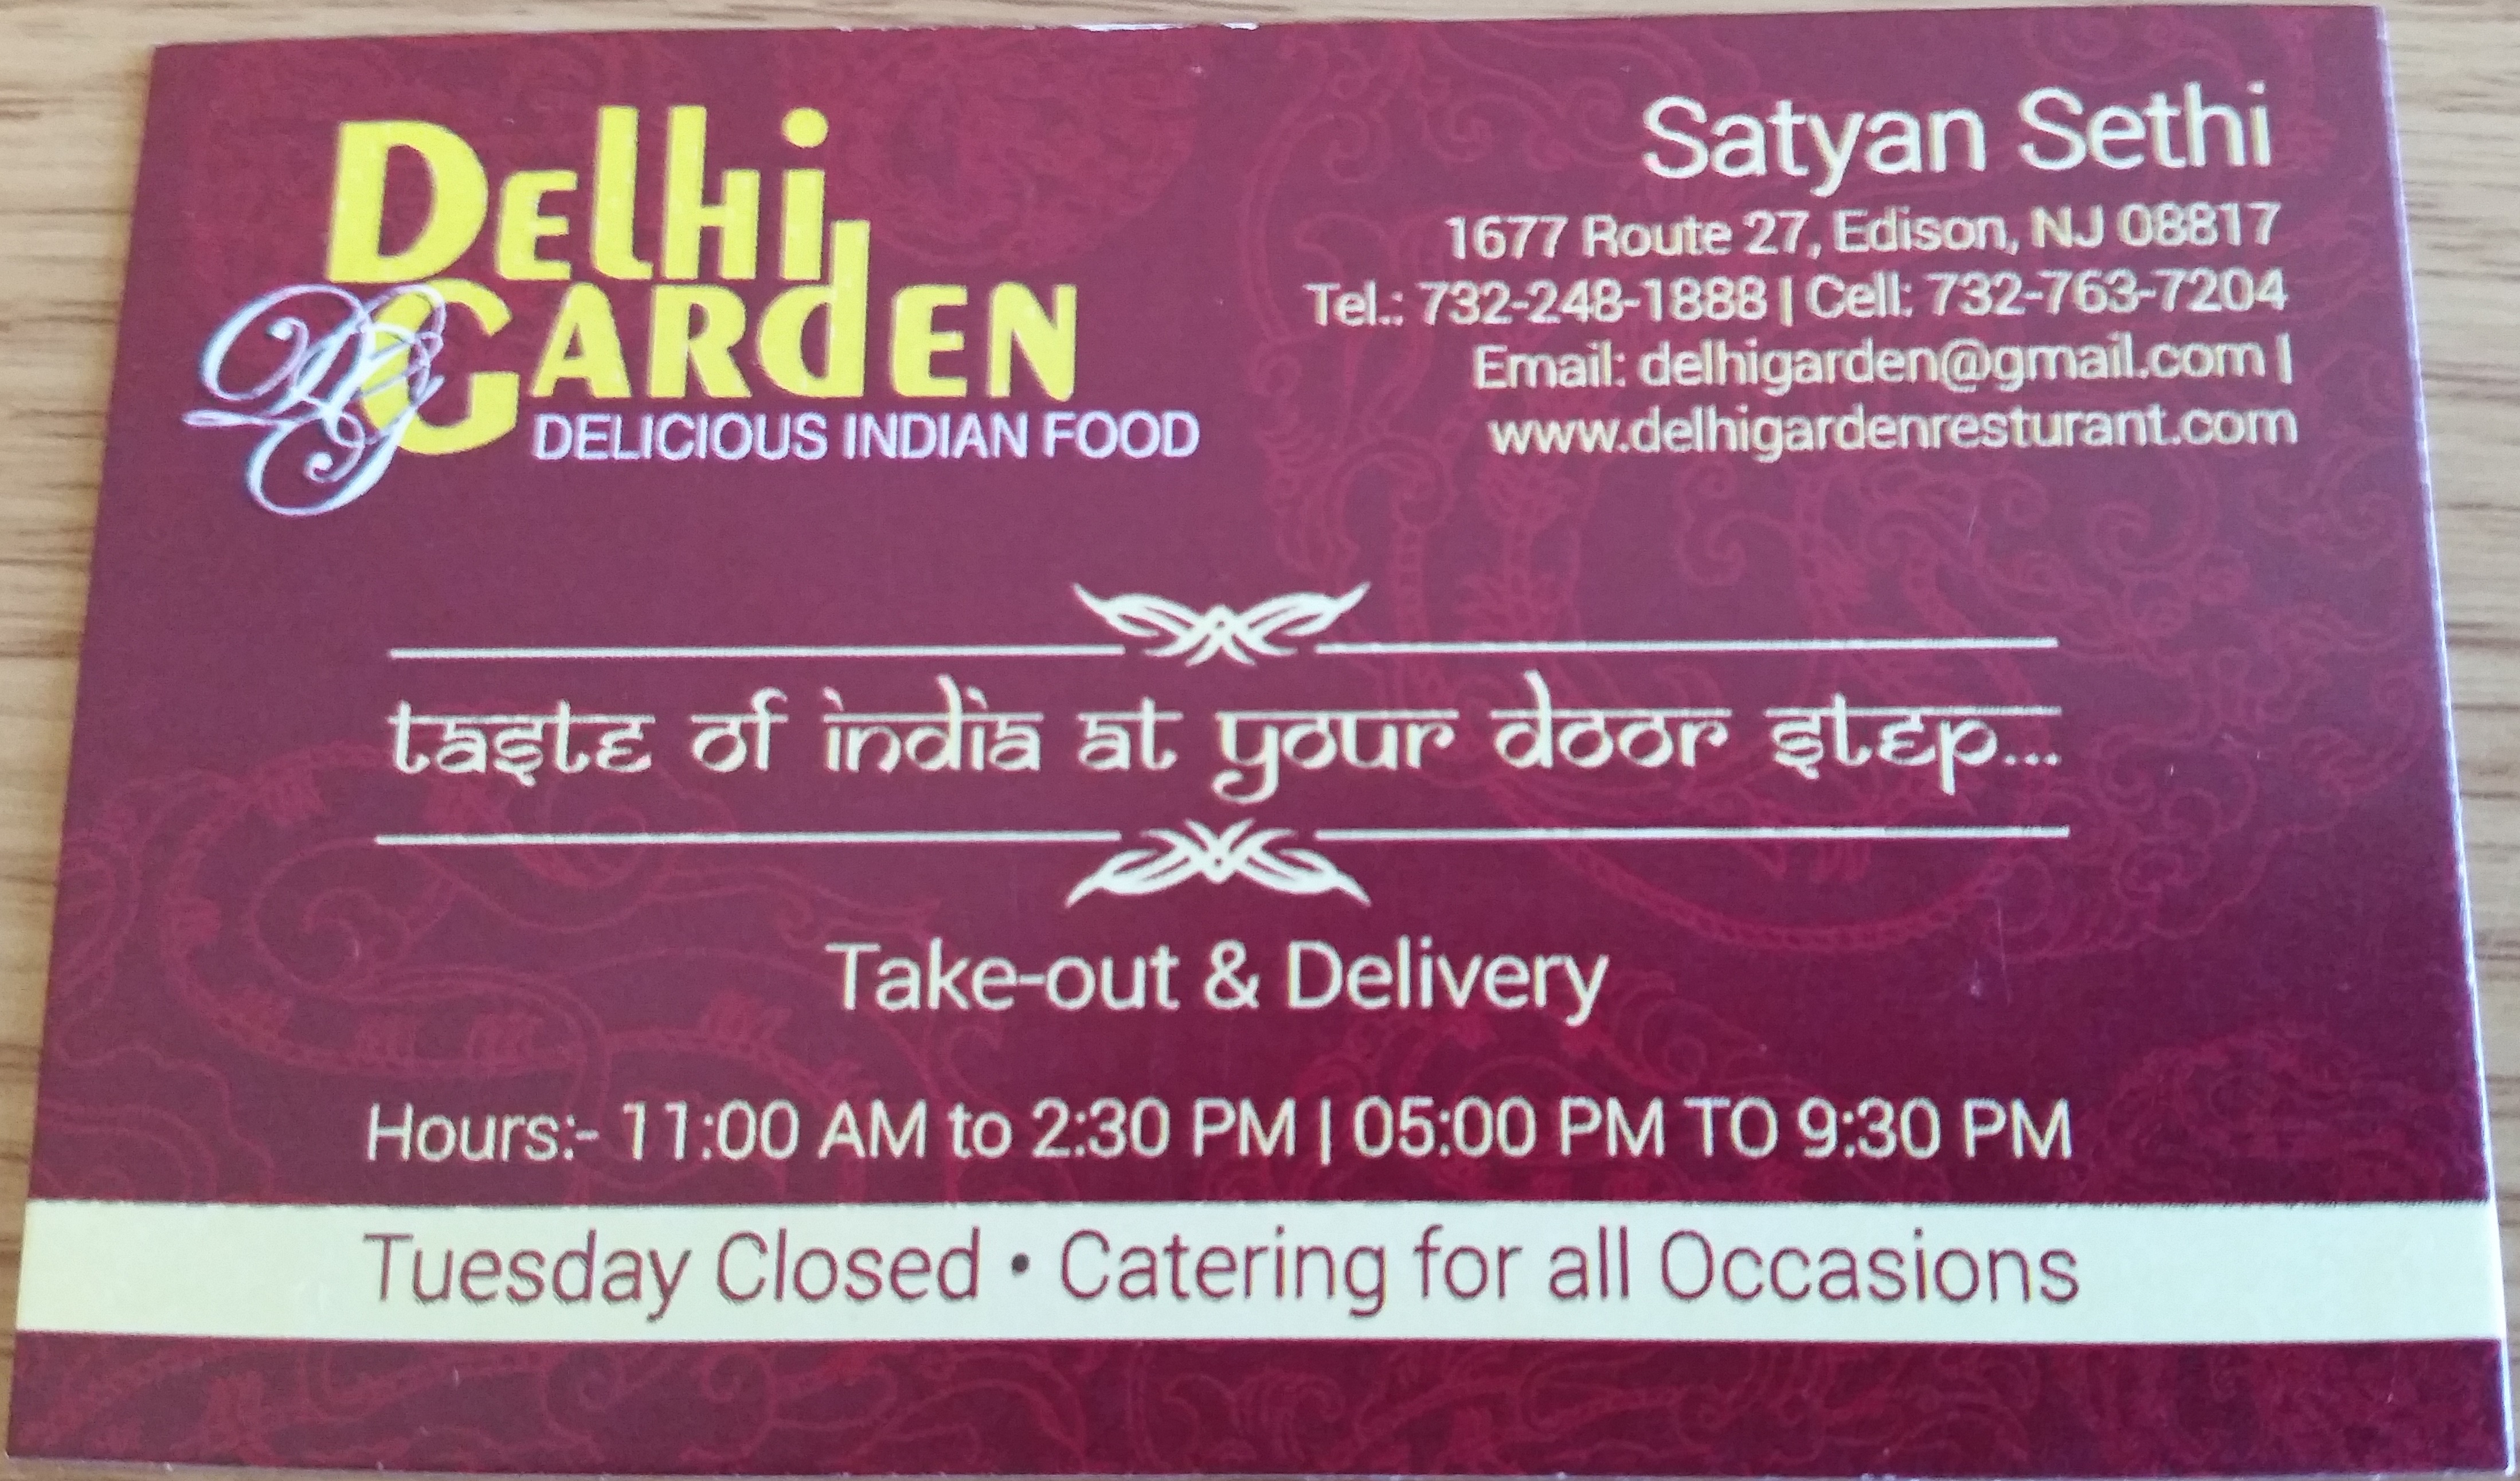 Delhi
Garden
DG
DELICIOUS INDIAN FOOD
Satyan Sethi
1677 Route 27, Edison, NJ 08817
Tel.: 732-248-1888 | Cell: 732-763-7204
Email: delhigarden@gmail.com |
www.delhigardenresturant.com
taste of india at your door step...
Take-out & Delivery
Hours:- 11:00 AM to 2:30 PM | 05:00 PM TO 9:30 PM
Tuesday Closed • Catering for all Occasions